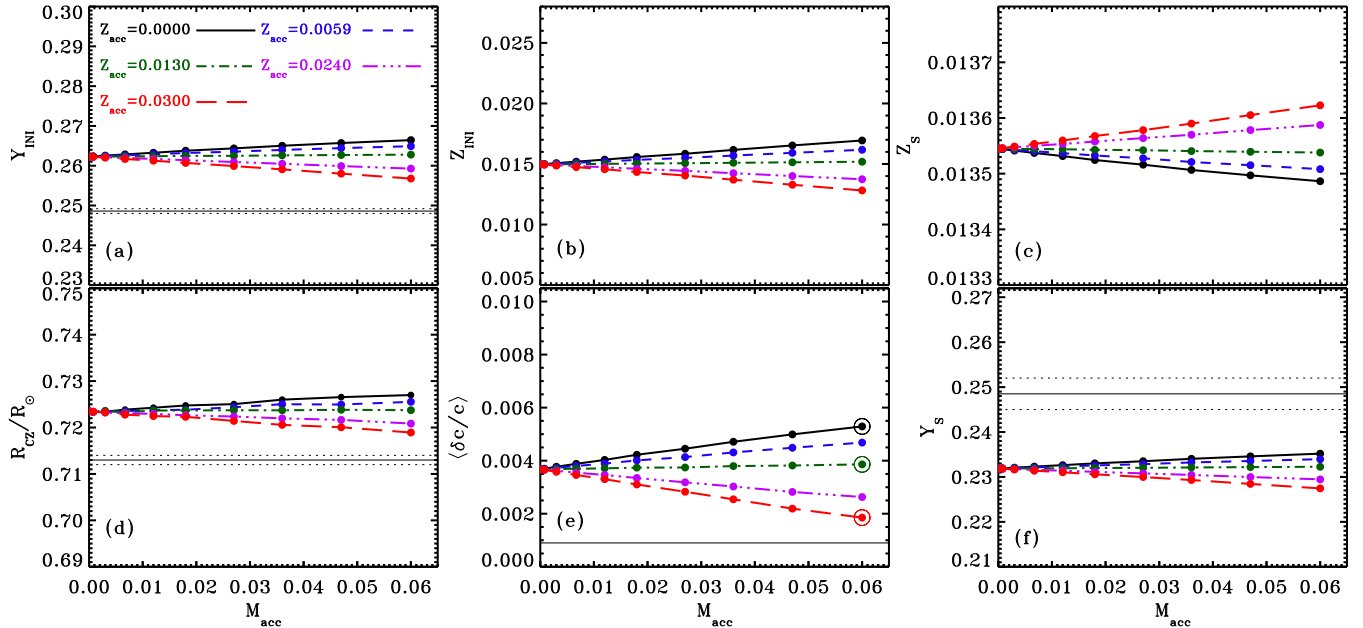 Z_acc=0.0000
Z_acc=0.0059
Z_acc=0.0130
Z_acc=0.0240
Z_acc=0.0300
Y_INI
0.30
0.29
0.28
0.27
0.26
0.25
0.24
0.23
(a)
Z_INI
0.025
0.020
0.015
0.010
0.005
(b)
Z_S
0.0137
0.0136
0.0135
0.0134
0.0133
(c)
R_CZ/R_⊙
0.75
0.74
0.73
0.72
0.71
0.70
0.69
(d)
0.00 0.01 0.02 0.03 0.04 0.05 0.06
M_acc
⟨δc/c⟩
0.010
0.008
0.006
0.004
0.002
0.000
(e)
0.00 0.01 0.02 0.03 0.04 0.05 0.06
M_acc
Y_S
0.27
0.26
0.25
0.24
0.23
0.22
0.21
(f)
0.00 0.01 0.02 0.03 0.04 0.05 0.06
M_acc